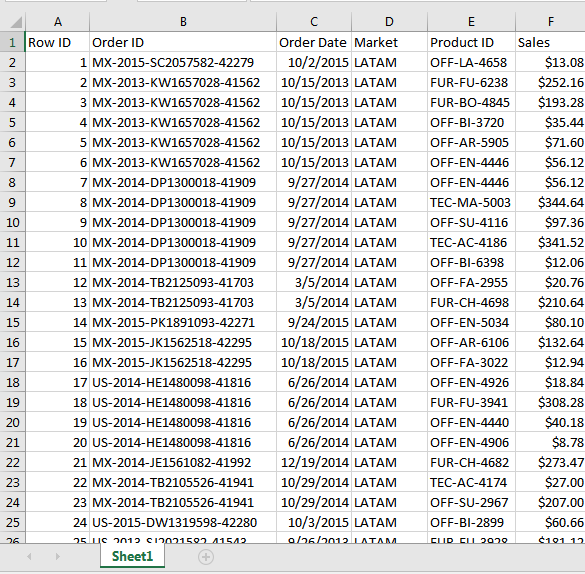 A B C D E F
1 Row ID Order ID Order Date Market Product ID Sales
2 1 MX-2015-SC2057582-42279 10/2/2015 LATAM OFF-LA-4658 $13.08
3 2 MX-2013-KW1657028-41562 10/15/2013 LATAM FUR-FU-6238 $252.16
4 3 MX-2013-KW1657028-41562 10/15/2013 LATAM FUR-BO-4845 $193.28
5 4 MX-2013-KW1657028-41562 10/15/2013 LATAM OFF-BI-3720 $35.44
6 5 MX-2013-KW1657028-41562 10/15/2013 LATAM OFF-AR-5905 $71.60
7 6 MX-2013-KW1657028-41562 10/15/2013 LATAM OFF-EN-4446 $56.12
8 7 MX-2014-DP1300018-41909 9/27/2014 LATAM OFF-EN-4446 $56.12
9 8 MX-2014-DP1300018-41909 9/27/2014 LATAM TEC-MA-5003 $344.64
10 9 MX-2014-DP1300018-41909 9/27/2014 LATAM OFF-SU-4116 $97.36
11 10 MX-2014-DP1300018-41909 9/27/2014 LATAM TEC-AC-4186 $341.52
12 11 MX-2014-DP1300018-41909 9/27/2014 LATAM OFF-BI-6398 $12.06
13 12 MX-2014-TB2125093-41703 3/5/2014 LATAM OFF-FA-2955 $20.76
14 13 MX-2014-TB2125093-41703 3/5/2014 LATAM FUR-CH-4698 $210.64
15 14 MX-2015-PK1891093-42271 9/24/2015 LATAM OFF-EN-5034 $80.10
16 15 MX-2015-JK1562518-42295 10/18/2015 LATAM OFF-AR-6106 $132.64
17 16 MX-2015-JK1562518-42295 10/18/2015 LATAM OFF-FA-3022 $12.94
18 17 US-2014-HE1480098-41816 6/26/2014 LATAM OFF-EN-4926 $18.84
19 18 US-2014-HE1480098-41816 6/26/2014 LATAM FUR-FU-3941 $308.28
20 19 US-2014-HE1480098-41816 6/26/2014 LATAM OFF-EN-4440 $40.18
21 20 US-2014-HE1480098-41816 6/26/2014 LATAM OFF-EN-4906 $8.78
22 21 MX-2014-JE1561082-41992 12/19/2014 LATAM FUR-CH-4682 $273.47
23 22 MX-2014-TB2105526-41941 10/29/2014 LATAM TEC-AC-4174 $27.00
24 23 MX-2014-TB2105526-41941 10/29/2014 LATAM OFF-SU-2967 $207.00
25 24 US-2015-DW1319598-42280 10/3/2015 LATAM OFF-BI-2899 $60.66
26 25 LATAM
Sheet1